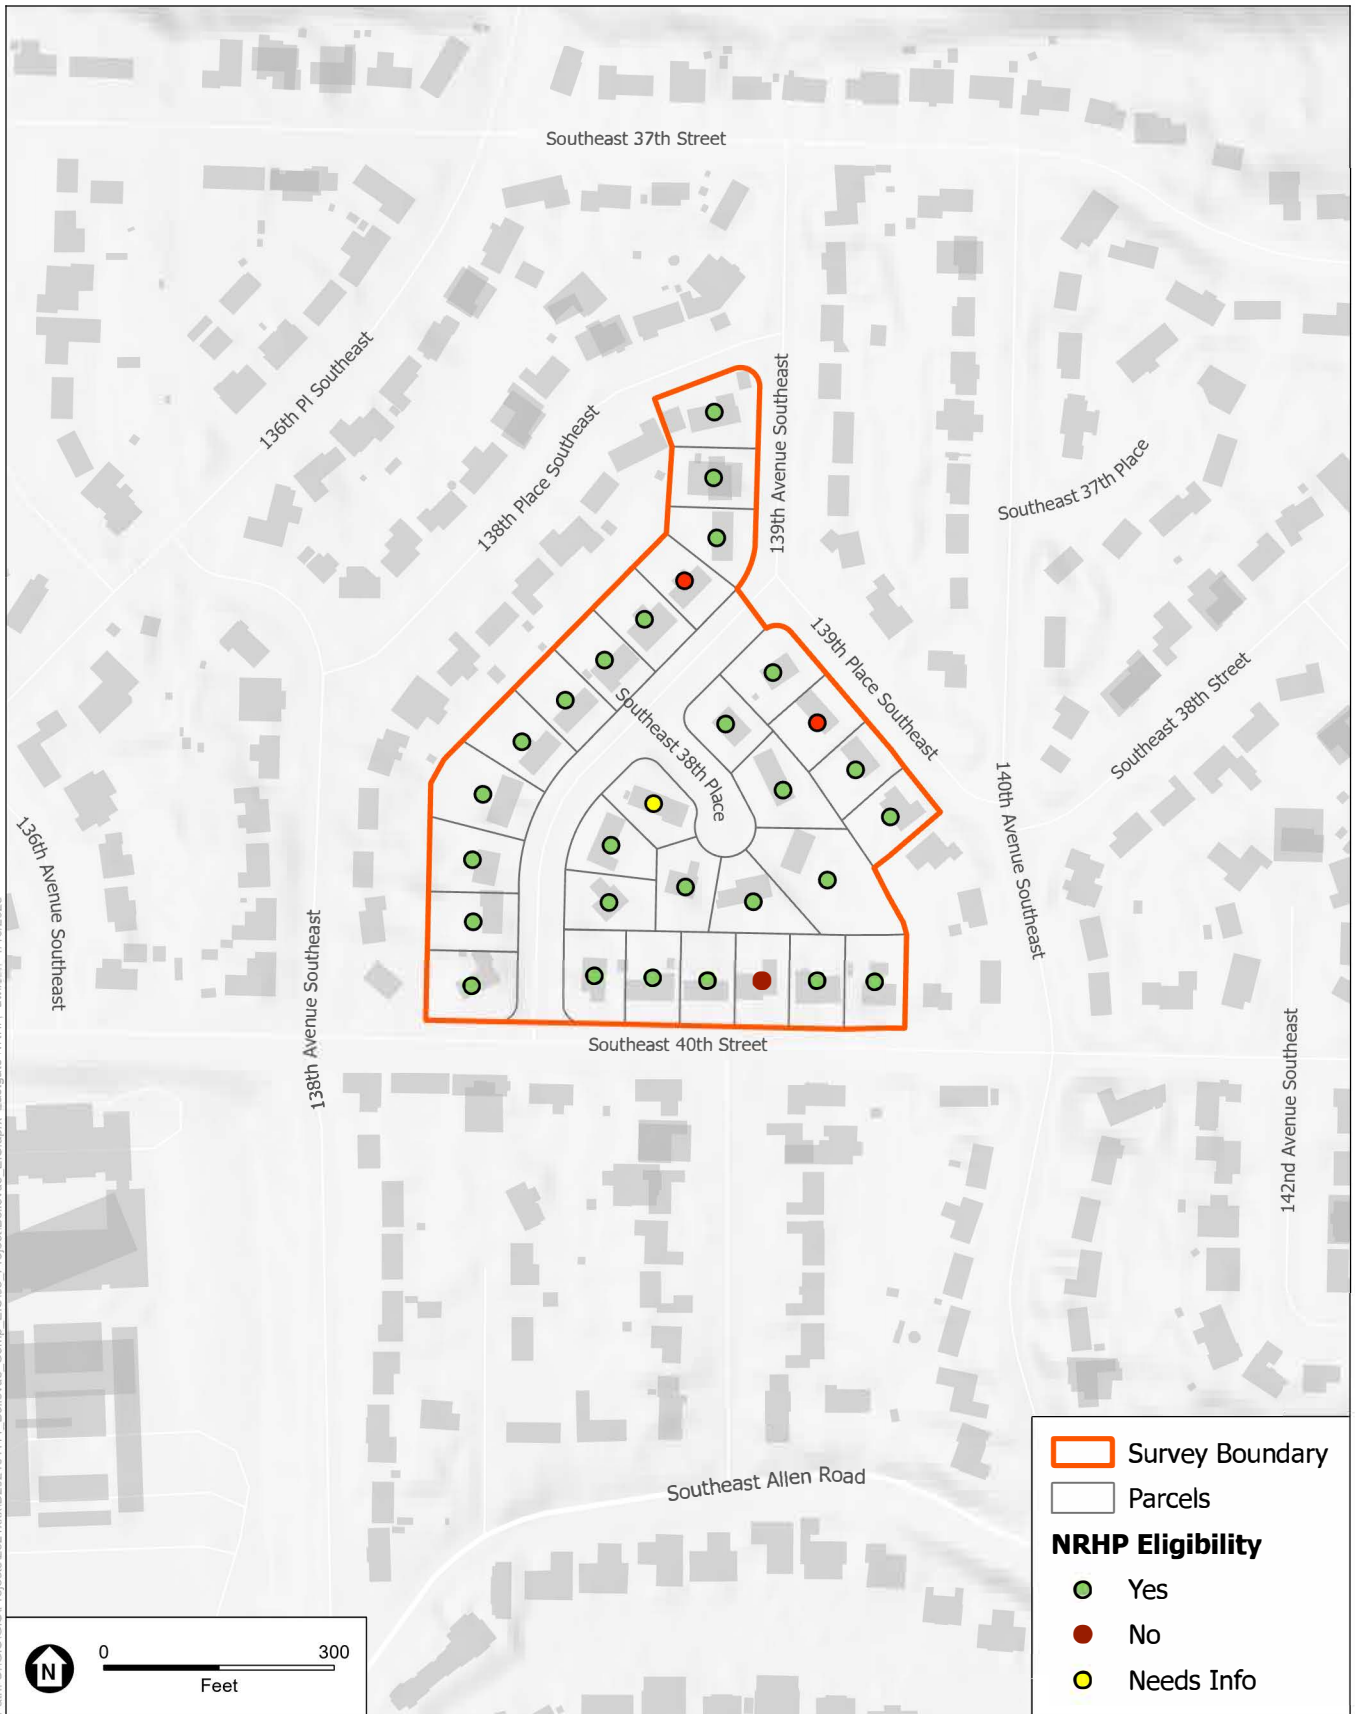 Southeast 37th Street
136th Pl Southeast
138th Place Southeast
139th Avenue Southeast
Southeast 37th Place
139th Place Southeast
Southeast 38th Street
Southeast 38th Place
140th Avenue Southeast
136th Avenue Southeast
138th Avenue Southeast
Southeast 40th Street
142nd Avenue Southeast
Southeast Allen Road
Survey Boundary
Parcels
NRHP Eligibility
Yes
No
Needs Info
N
0 300
Feet